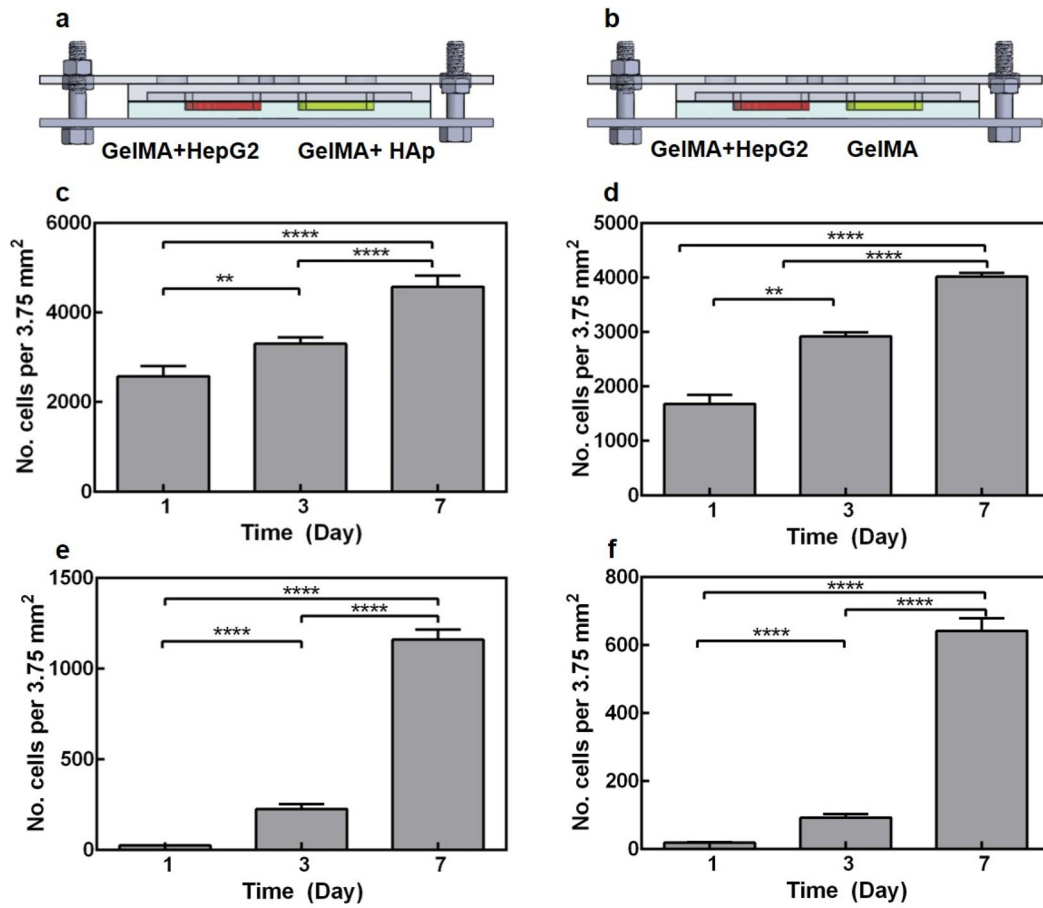 a
b
GelMA+HepG2 GelMA+ HAp
GelMA+HepG2 GelMA
c
No. cells per 3.75 mm²
6000
4000
2000
0
****
****
**
1 3 7
Time (Day)
d
No. cells per 3.75 mm²
5000
4000
3000
2000
1000
0
****
****
**
1 3 7
Time (Day)
e
No. cells per 3.75 mm²
1500
1000
500
0
****
****
****
1 3 7
Time (Day)
f
No. cells per 3.75 mm²
800
600
400
200
0
****
****
****
1 3 7
Time (Day)